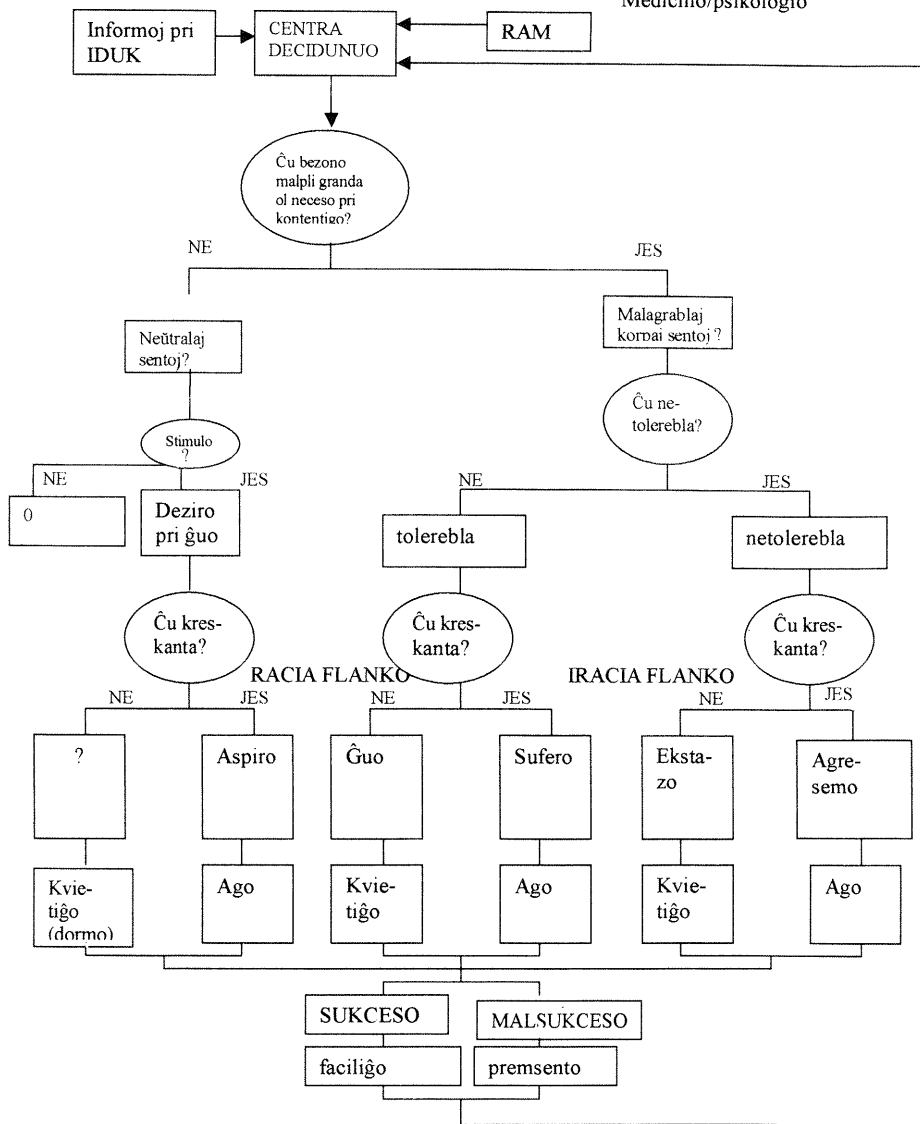 Medicino/psikologio
Informoj pri
IDUK
CENTRA
DECIDUNUO
RAM
Ĉu bezono
malpli granda
ol neceso pri
kontentigo?
NE
JES
Neŭtralaj
sentoj?
Malagrablaj
korpaj sentoj ?
Stimulo
?
Ĉu ne-
tolerebla?
NE
JES
NE
JES
0
Deziro
pri ĝuo
tolerebla
netolerebla
Ĉu kres-
kanta?
Ĉu kres-
kanta?
Ĉu kres-
kanta?
RACIA FLANKO
IRACIA FLANKO
NE
JES
NE
JES
NE
JES
?
Aspiro
Ĝuo
Sufero
Eksta-
zo
Agre-
semo
Kvie-
tiĝo
(dormo)
Ago
Kvie-
tiĝo
Ago
Kvie-
tiĝo
Ago
SUKCESO
MALSUKCESO
faciliĝo
premsento